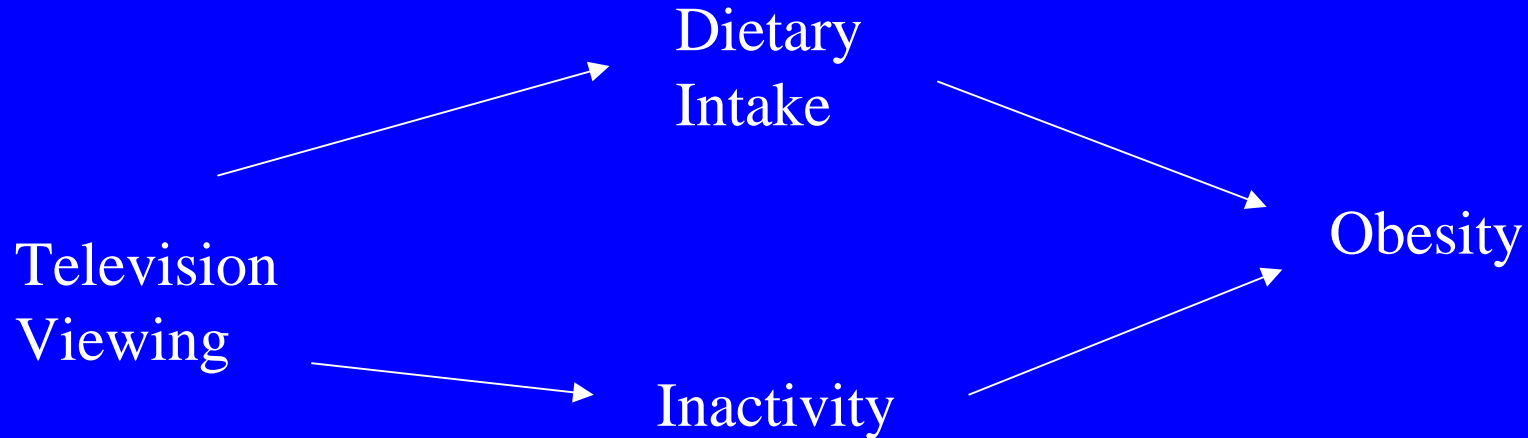 Dietary
Intake
Television
Viewing
Obesity
Inactivity